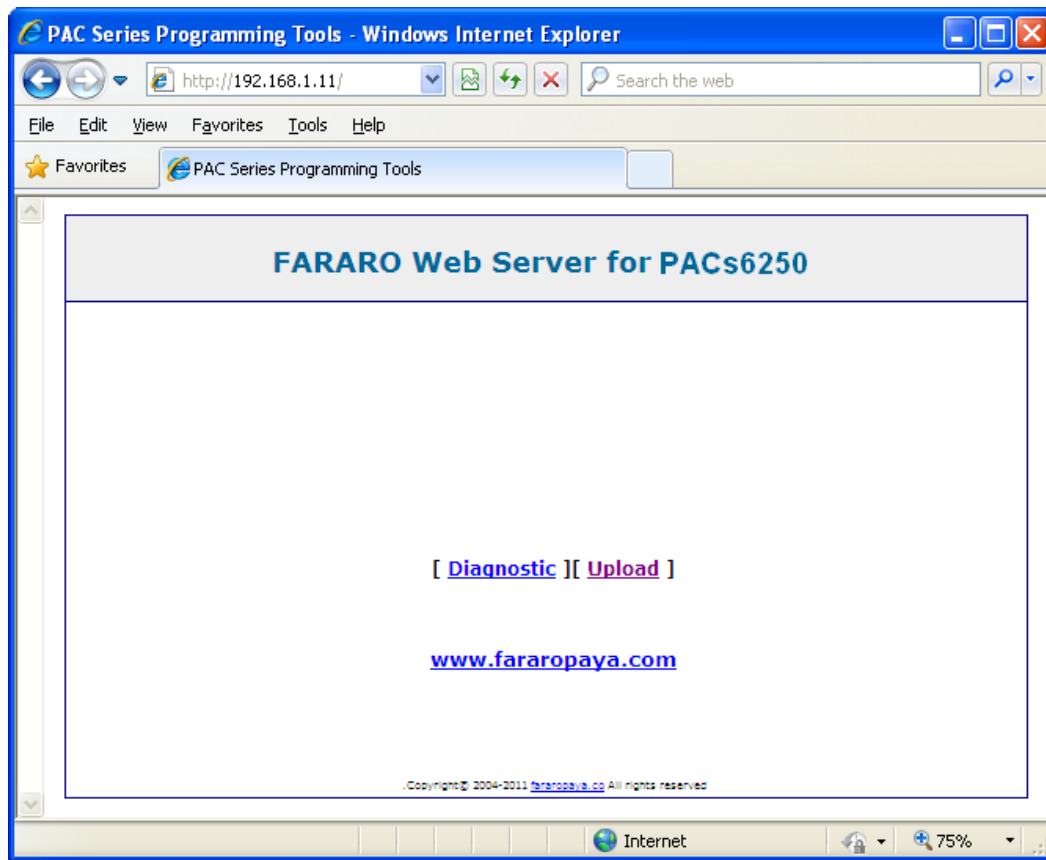 PAC Series Programming Tools - Windows Internet Explorer
http://192.168.1.11/ Search the web
File Edit View Favorites Tools Help
Favorites PAC Series Programming Tools
FARARO Web Server for PACs6250
[ Diagnostic ][ Upload ]
www.fararopaya.com
.Copyright© 2004-2011 fararopaya.co All rights reserved
Internet 75%